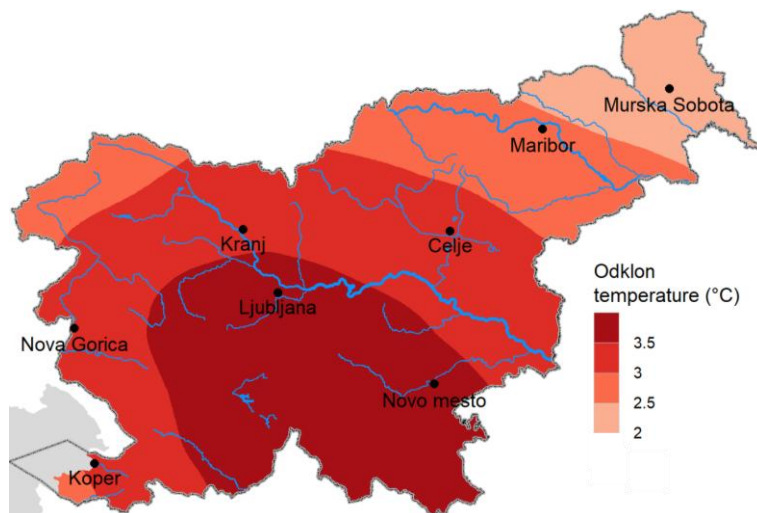 Murska Sobota
Maribor
Kranj
Celje
Ljubljana
Nova Gorica
Novo mesto
Koper
Odklon
temperature (°C)
3.5
3
2.5
2